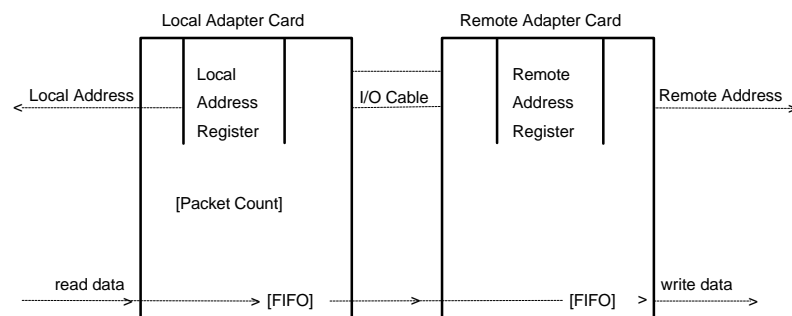 Local Adapter Card
Remote Adapter Card
Local
Address
Register
Remote
Address
Register
Local Address
I/O Cable
Remote Address
[Packet Count]
read data
[FIFO]
[FIFO]
write data